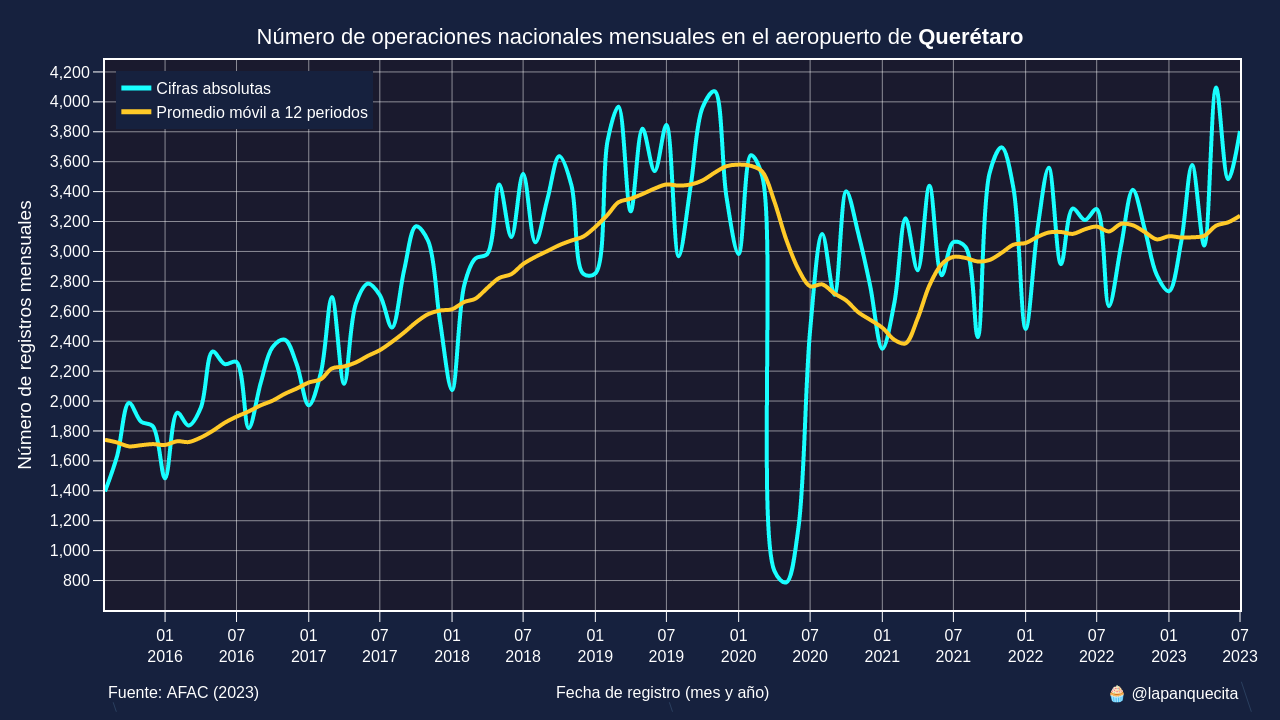 Número de operaciones nacionales mensuales en el aeropuerto de Querétaro
Cifras absolutas
Promedio móvil a 12 periodos
Número de registros mensuales
4,200
4,000
3,800
3,600
3,400
3,200
3,000
2,800
2,600
2,400
2,200
2,000
1,800
1,600
1,400
1,200
1,000
800
01 07 01 07 01 07 01 07 01 07 01 07 01 07 01 07
2016 2016 2017 2017 2018 2018 2019 2019 2020 2020 2021 2021 2022 2022 2023 2023
Fuente: AFAC (2023) Fecha de registro (mes y año) 🧁 @lapanquecita